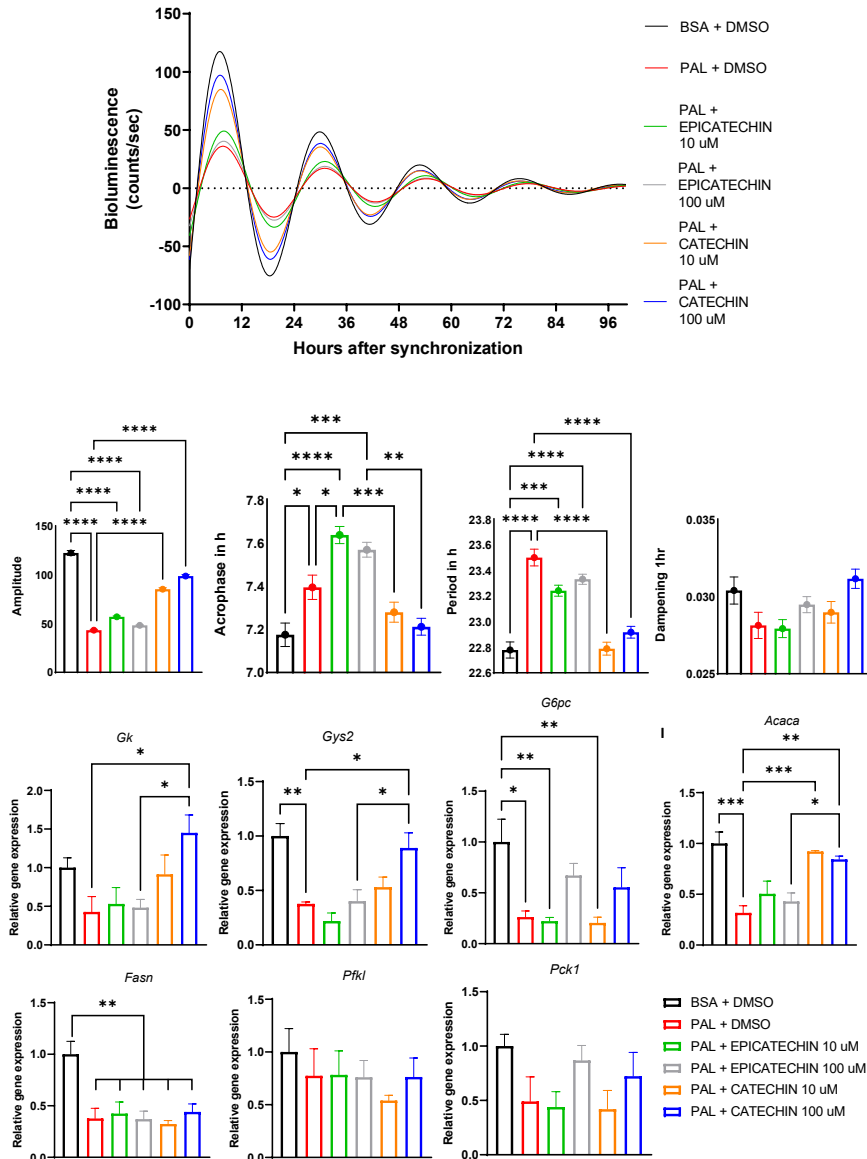 150
100
50
0
-50
-100
Bioluminescence
(counts/sec)
0 12 24 36 48 60 72 84 96
Hours after synchronization
BSA + DMSO
PAL + DMSO
PAL +
EPICATECHIN
10 uM
PAL +
EPICATECHIN
100 uM
PAL +
CATECHIN
10 uM
PAL +
CATECHIN
100 uM
****
****
****
**** ****
150
100
50
0
Amplitude
***
**** **
* * ***
7.8
7.6
7.4
7.2
7.0
Acrophase in h
****
****
***
**** ****
23.8
23.6
23.4
23.2
23.0
22.8
22.6
Period in h
0.035
0.030
0.025
Dampening 1hr
Gk
*
*
2.0
1.5
1.0
0.5
0.0
Relative gene expression
Gys2
*
** *
1.0
0.5
0.0
Relative gene expression
G6pc
**
**
*
1.5
1.0
0.5
0.0
Relative gene expression
I
Acaca
**
***
*** *
1.5
1.0
0.5
0.0
Relative gene expression
Fasn
**
1.5
1.0
0.5
0.0
Relative gene expression
Pfkl
1.5
1.0
0.5
0.0
Relative gene expression
Pck1
1.5
1.0
0.5
0.0
Relative gene expression
BSA + DMSO
PAL + DMSO
PAL + EPICATECHIN 10 uM
PAL + EPICATECHIN 100 uM
PAL + CATECHIN 10 uM
PAL + CATECHIN 100 uM